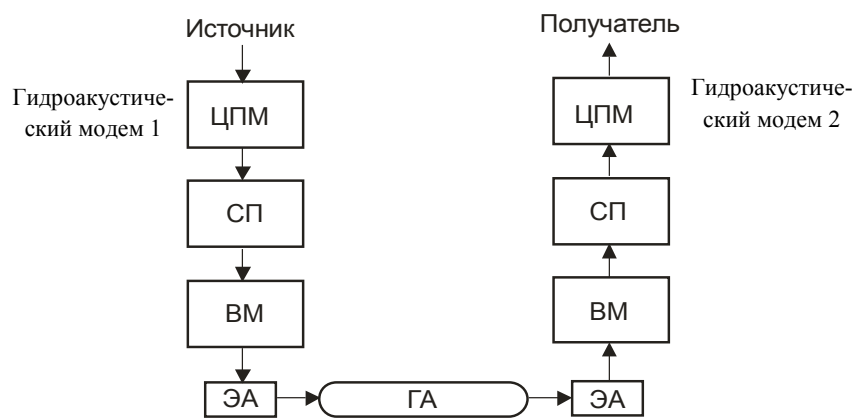 Источник
Получатель
Гидроакустиче-
ский модем 1
ЦПМ
ЦПМ
Гидроакустиче-
ский модем 2
СП
СП
ВМ
ВМ
ЭА
ГА
ЭА